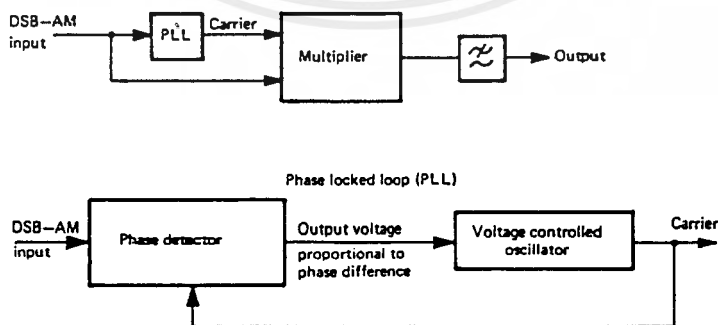 DSB-AM
input
PLL
Carrier
Multiplier
Output
Phase locked loop (PLL)
DSB-AM
input
Phase detector
Output voltage
proportional to
phase difference
Voltage controlled
oscillator
Carrier